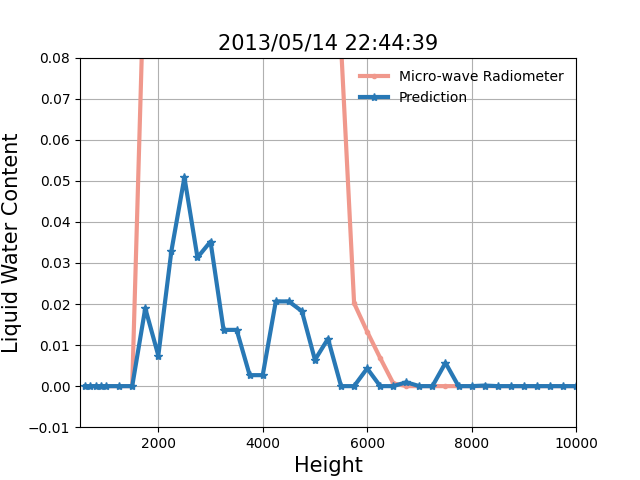 2013/05/14 22:44:39
Micro-wave Radiometer
Prediction
Liquid Water Content
0.08
0.07
0.06
0.05
0.04
0.03
0.02
0.01
0.00
−0.01
2000 4000 6000 8000 10000
Height